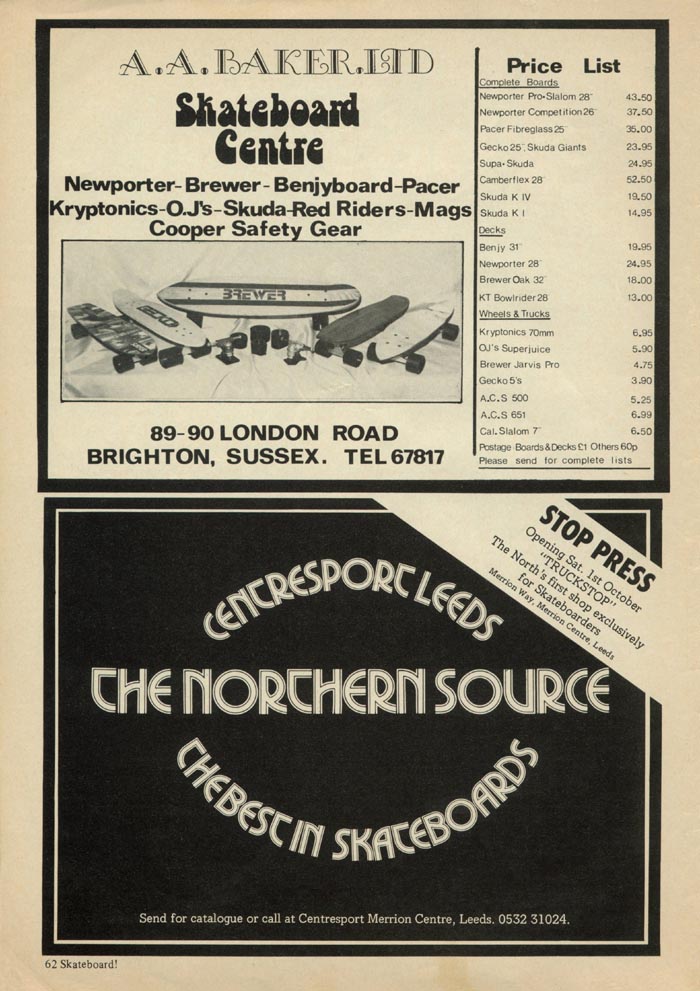 A.A. BAKER. LTD
Skateboard
Centre
Newporter-Brewer-Benjyboard-Pacer
Kryptonics-O.J's-Skuda-Red Riders-Mags
Cooper Safety Gear
GECKO
BREWER
89-90 LONDON ROAD
BRIGHTON, SUSSEX. TEL 67817
Price List
Complete Boards
Newporter Pro-Slalom 28" 43.50
Newporter Competition 26" 37.50
Pacer Fibreglass 25" 35.00
Gecko 25", Skuda Giants 23.95
Supa-Skuda 24.95
Camberflex 28" 52.50
Skuda K IV 19.50
Skuda K I 14.95
Decks
Benjy 31" 19.95
Newporter 28" 24.95
Brewer Oak 32" 18.00
KT Bowlrider 28" 13.00
Wheels & Trucks
Kryptonics 70mm 6.95
OJ's Superjuice 5.90
Brewer Jarvis Pro 4.75
Gecko 5's 3.90
A.C.S 500 5.25
A.C.S 651 6.99
Cal. Slalom 7" 6.50
Postage Boards & Decks £1 Others 60p
Please send for complete lists
STOP PRESS
Opening Sat. 1st October
"TRUCKSTOP"
The North's first shop exclusively
for Skateboarders
Merrion Way, Merrion Centre, Leeds
CENTRESPORT LEEDS
THE NORTHERN SOURCE
THE BEST IN SKATEBOARDS
Send for catalogue or call at Centresport Merrion Centre, Leeds. 0532 31024.
62 Skateboard!